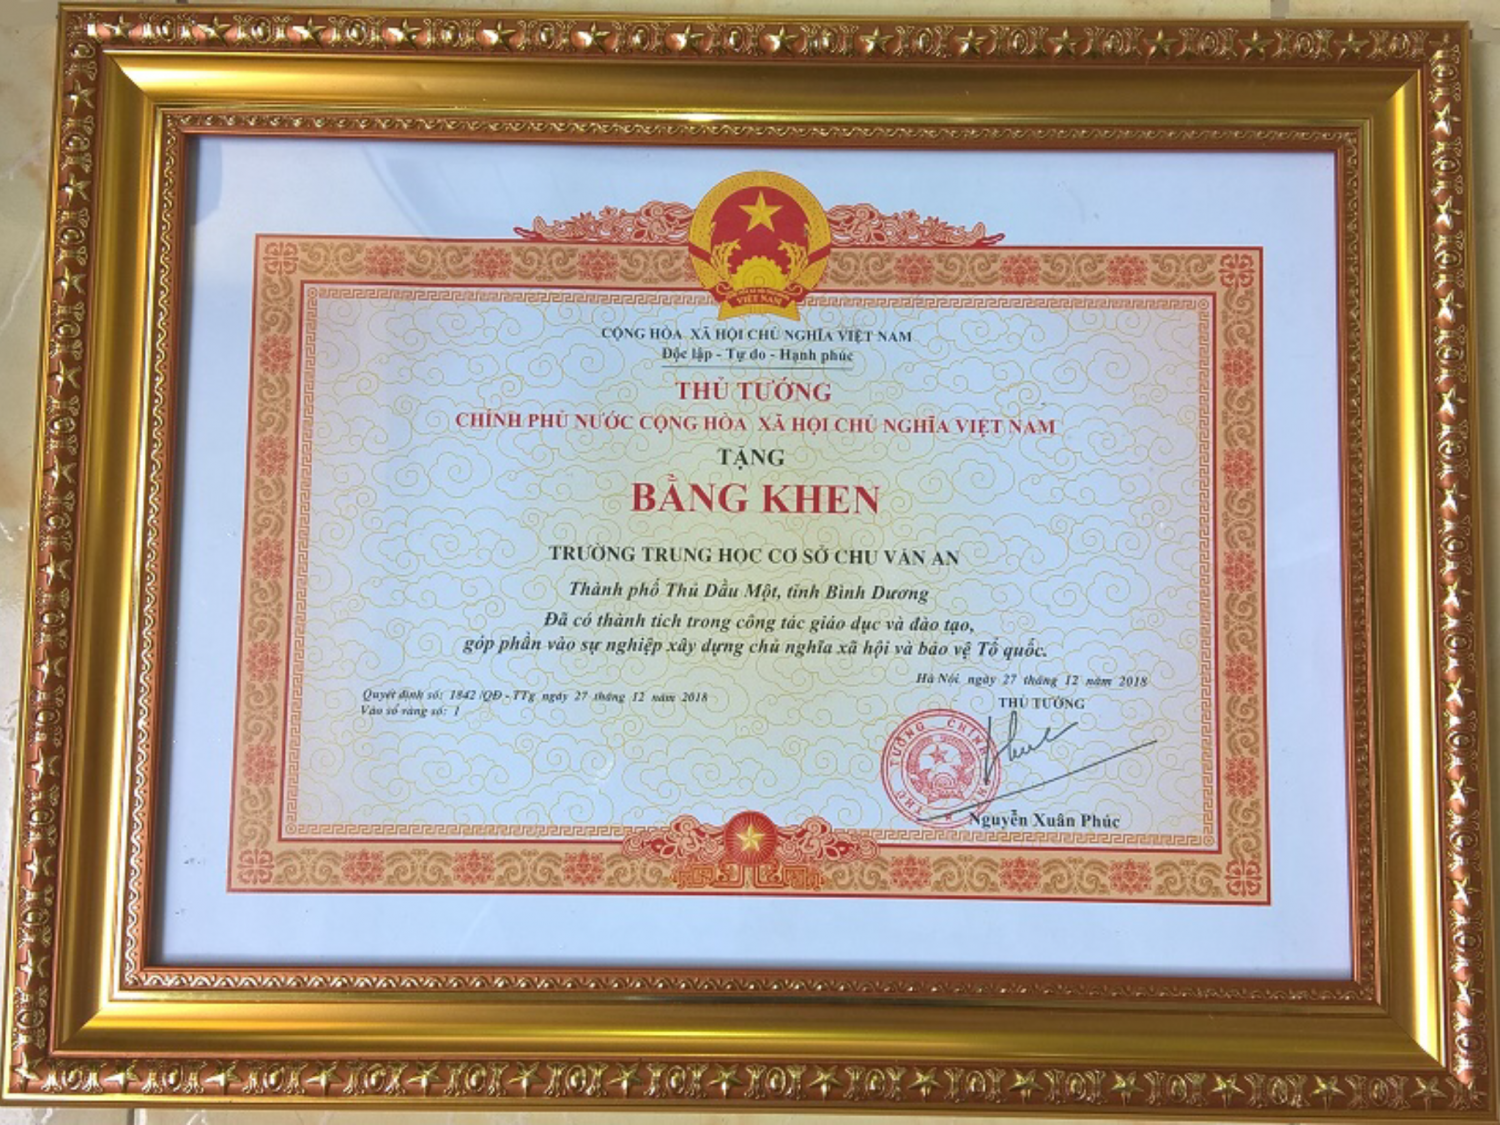 VIỆT NAM
CỘNG HÒA XÃ HỘI CHỦ NGHĨA VIỆT NAM
Độc lập - Tự do - Hạnh phúc
THỦ TƯỚNG
CHÍNH PHỦ NƯỚC CỘNG HÒA XÃ HỘI CHỦ NGHĨA VIỆT NAM
TẶNG
BẰNG KHEN
TRƯỜNG TRUNG HỌC CƠ SỞ CHU VĂN AN
Thành phố Thủ Dầu Một, tỉnh Bình Dương
Đã có thành tích trong công tác giáo dục và đào tạo,
góp phần vào sự nghiệp xây dựng chủ nghĩa xã hội và bảo vệ Tổ quốc.
Hà Nội, ngày 27 tháng 12 năm 2018
Quyết định số: 1842 /QĐ - TTg ngày 27 tháng 12 năm 2018
Vào sổ vàng số: 1
THỦ TƯỚNG
THỦ TƯỚNG CHÍNH
Phuc
Nguyễn Xuân Phúc